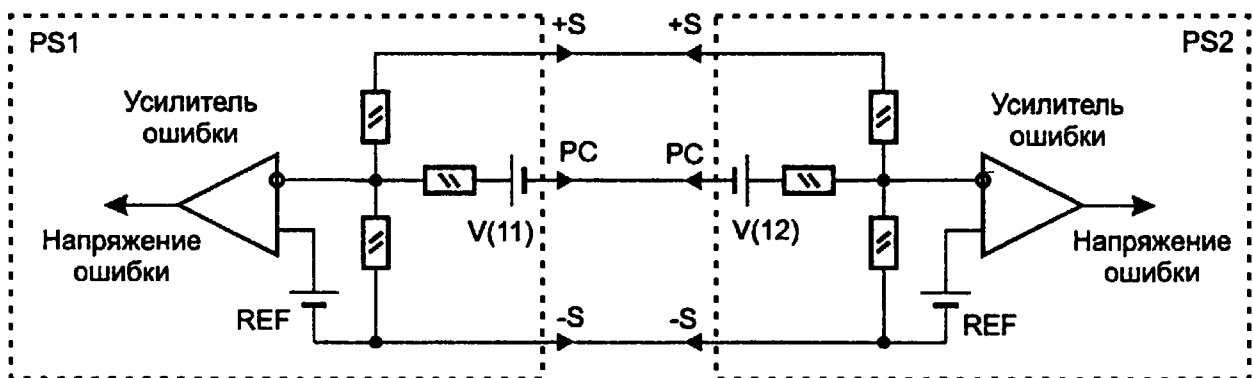 PS1
+S
+S
PS2
Усилитель
ошибки
Усилитель
ошибки
PC
PC
V(11)
V(12)
Напряжение
ошибки
Напряжение
ошибки
REF
REF
-S
-S